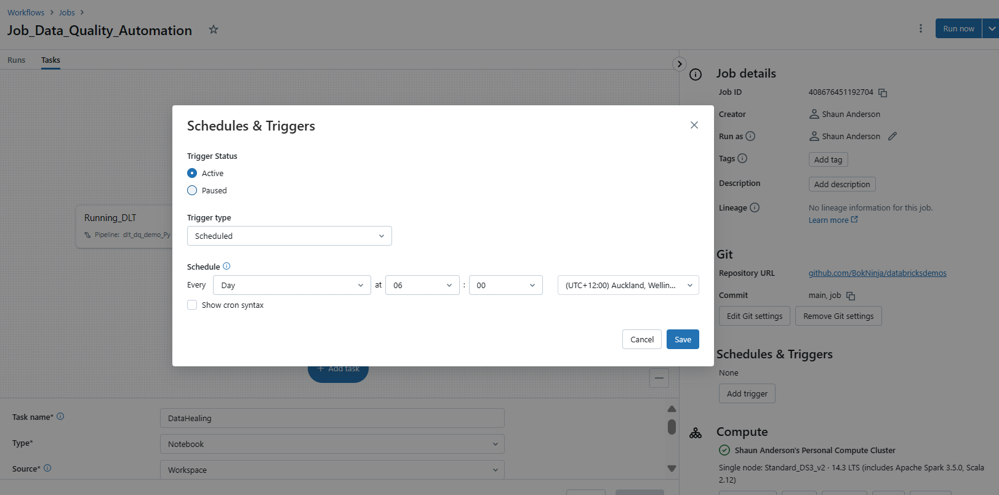 Workflows > Jobs >
Job_Data_Quality_Automation
Run now
Runs Tasks
Running_DLT
Pipeline: dlt_dq_demo_Py
+ Add task
Schedules & Triggers
Trigger Status
Active
Paused
Trigger type
Scheduled
Schedule
Every Day at 06 : 00 (UTC+12:00) Auckland, Wellin...
Show cron syntax
Cancel Save
Task name* DataHealing
Type* Notebook
Source* Workspace
Job details
Job ID 408676451192704
Creator Shaun Anderson
Run as Shaun Anderson
Tags Add tag
Description Add description
Lineage No lineage information for this job.
Learn more
Git
Repository URL github.com/BokNinja/databricksdemos
Commit main, job
Edit Git settings Remove Git settings
Schedules & Triggers
None
Add trigger
Compute
Shaun Anderson's Personal Compute Cluster
Single node: Standard_DS3_v2 · 14.3 LTS (includes Apache Spark 3.5.0, Scala
2.12)